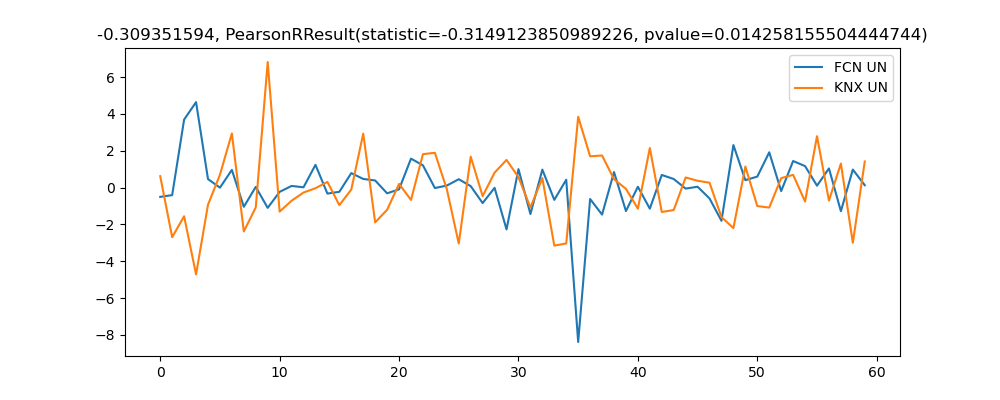 -0.309351594, PearsonRResult(statistic=-0.3149123850989226, pvalue=0.014258155504444744)
FCN UN
KNX UN
6
4
2
0
−2
−4
−6
−8
0 10 20 30 40 50 60